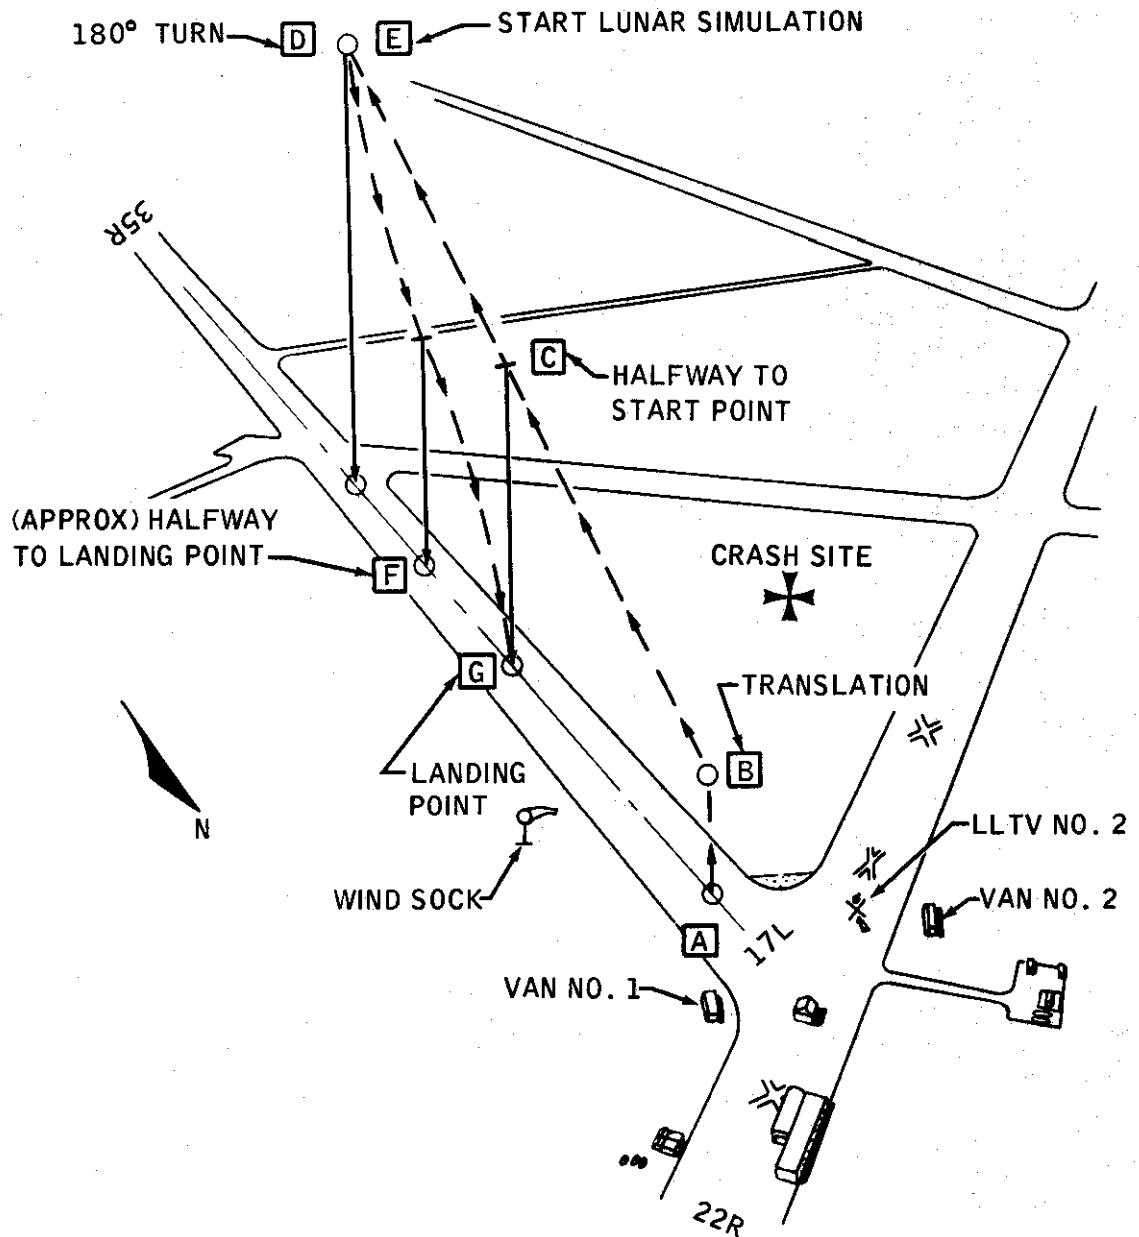 180° TURN
D
E
START LUNAR SIMULATION
35R
C
HALFWAY TO
START POINT
(APPROX) HALFWAY
TO LANDING POINT
F
CRASH SITE
G
TRANSLATION
B
LANDING
POINT
N
WIND SOCK
LLTV NO. 2
VAN NO. 2
A
17L
VAN NO. 1
22R